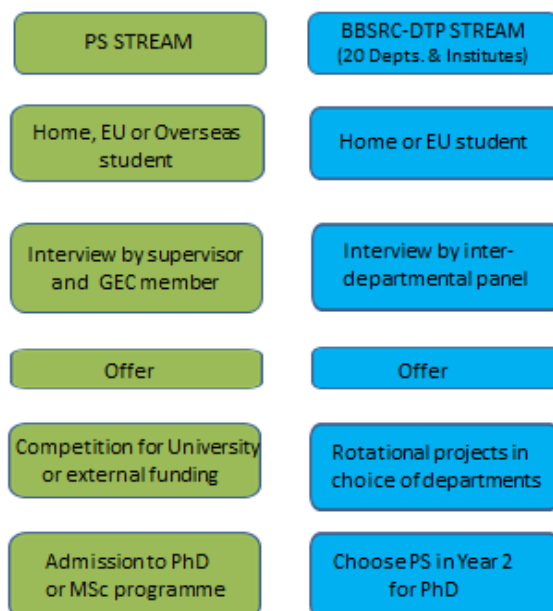 PS STREAM
Home, EU or Overseas
student
Interview by supervisor
and GEC member
Offer
Competition for University
or external funding
Admission to PhD
or MSc programme
BBSRC-DTP STREAM
(20 Depts. & Institutes)
Home or EU student
Interview by inter-
departmental panel
Offer
Rotational projects in
choice of departments
Choose PS in Year 2
for PhD